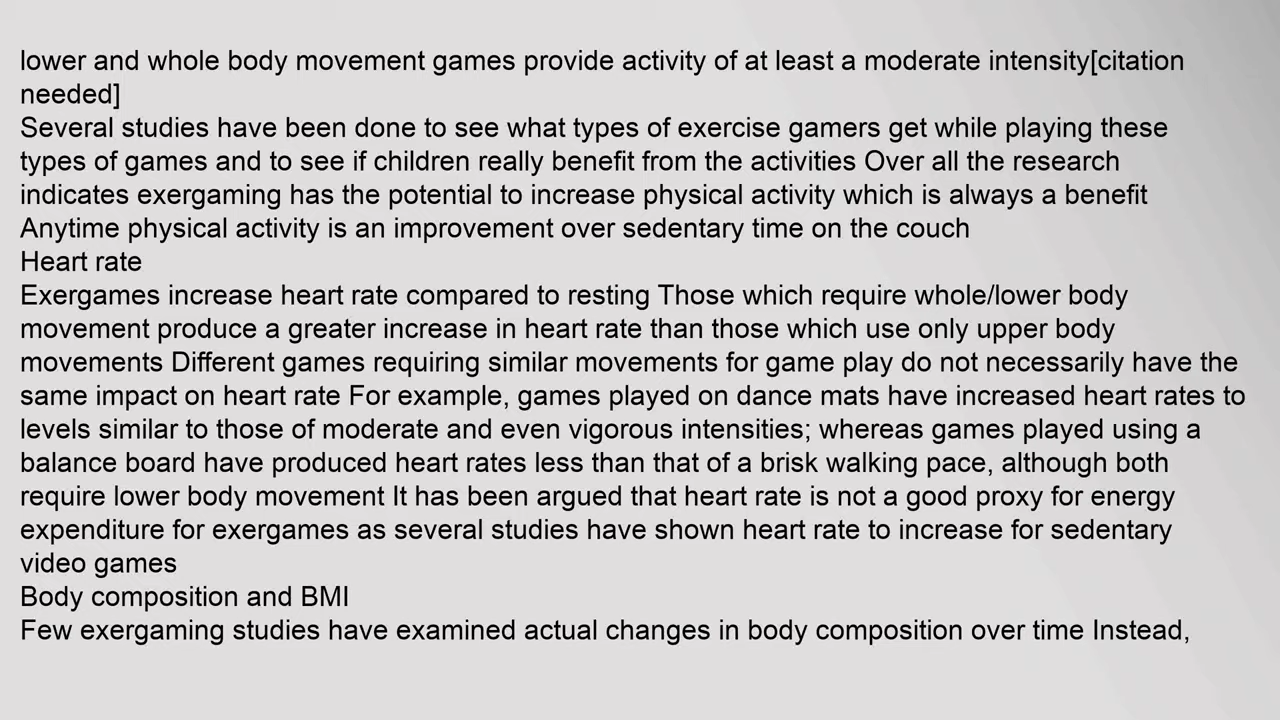 lower and whole body movement games provide activity of at least a moderate intensity[citation
needed]
Several studies have been done to see what types of exercise gamers get while playing these
types of games and to see if children really benefit from the activities Over all the research
indicates exergaming has the potential to increase physical activity which is always a benefit
Anytime physical activity is an improvement over sedentary time on the couch
Heart rate
Exergames increase heart rate compared to resting Those which require whole/lower body
movement produce a greater increase in heart rate than those which use only upper body
movements Different games requiring similar movements for game play do not necessarily have the
same impact on heart rate For example, games played on dance mats have increased heart rates to
levels similar to those of moderate and even vigorous intensities; whereas games played using a
balance board have produced heart rates less than that of a brisk walking pace, although both
require lower body movement It has been argued that heart rate is not a good proxy for energy
expenditure for exergames as several studies have shown heart rate to increase for sedentary
video games
Body composition and BMI
Few exergaming studies have examined actual changes in body composition over time Instead,